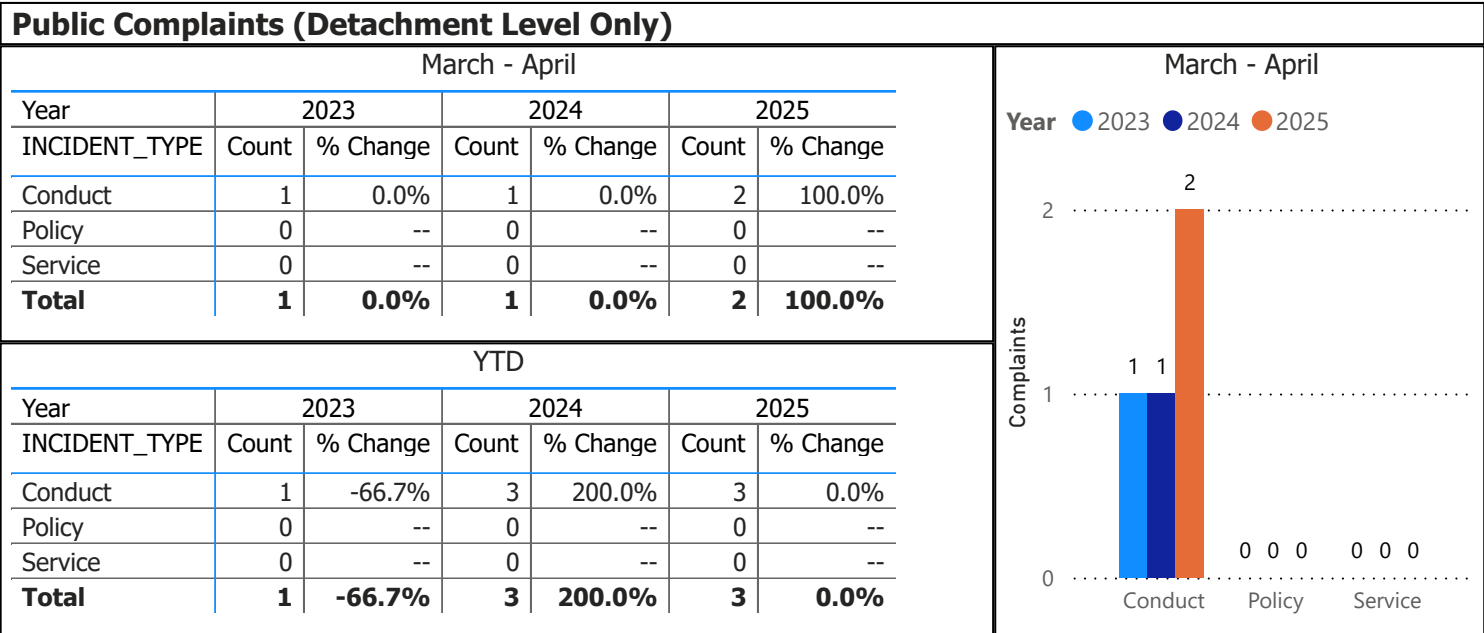 Public Complaints (Detachment Level Only)
March - April
Year 2023 2024 2025
INCIDENT_TYPE Count % Change Count % Change Count % Change
Conduct 1 0.0% 1 0.0% 2 100.0%
Policy 0 -- 0 -- 0 --
Service 0 -- 0 -- 0 --
Total 1 0.0% 1 0.0% 2 100.0%
YTD
Year 2023 2024 2025
INCIDENT_TYPE Count % Change Count % Change Count % Change
Conduct 1 -66.7% 3 200.0% 3 0.0%
Policy 0 -- 0 -- 0 --
Service 0 -- 0 -- 0 --
Total 1 -66.7% 3 200.0% 3 0.0%
March - April
Year 2023 2024 2025
Complaints
2
1
0
1 1 2
0 0 0
0 0 0
Conduct Policy Service